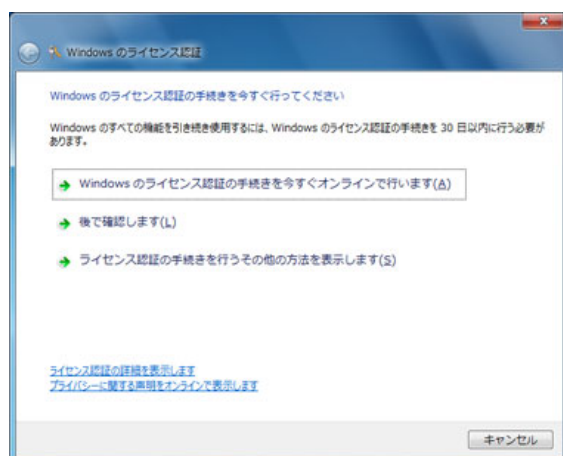 Windows のライセンス認証
Windows のライセンス認証の手続きを今すぐ行ってください
Windows のすべての機能を引き続き使用するには、Windows のライセンス認証の手続きを 30 日以内に行う必要が
あります。
Windows のライセンス認証の手続きを今すぐオンラインで行います(A)
後で確認します(L)
ライセンス認証の手続きを行うその他の方法を表示します(S)
ライセンス認証の詳細を表示します
プライバシーに関する声明をオンラインで表示します
キャンセル